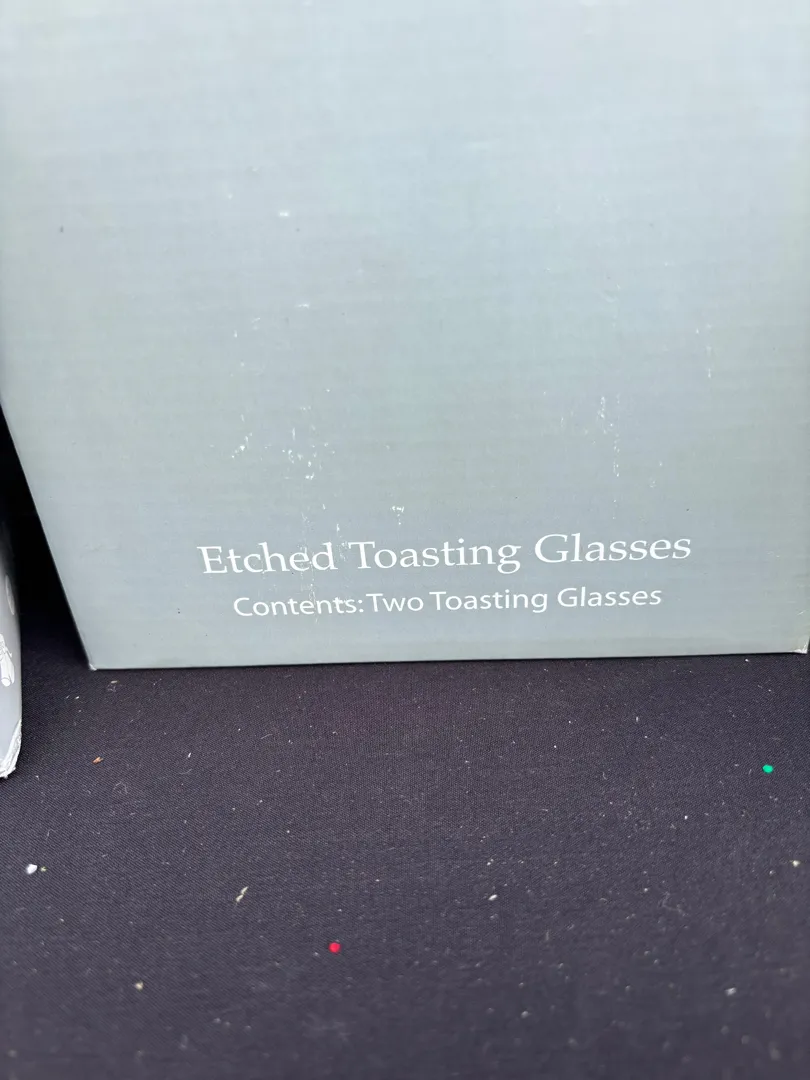 Etched Toasting Glasses
Contents: Two Toasting Glasses